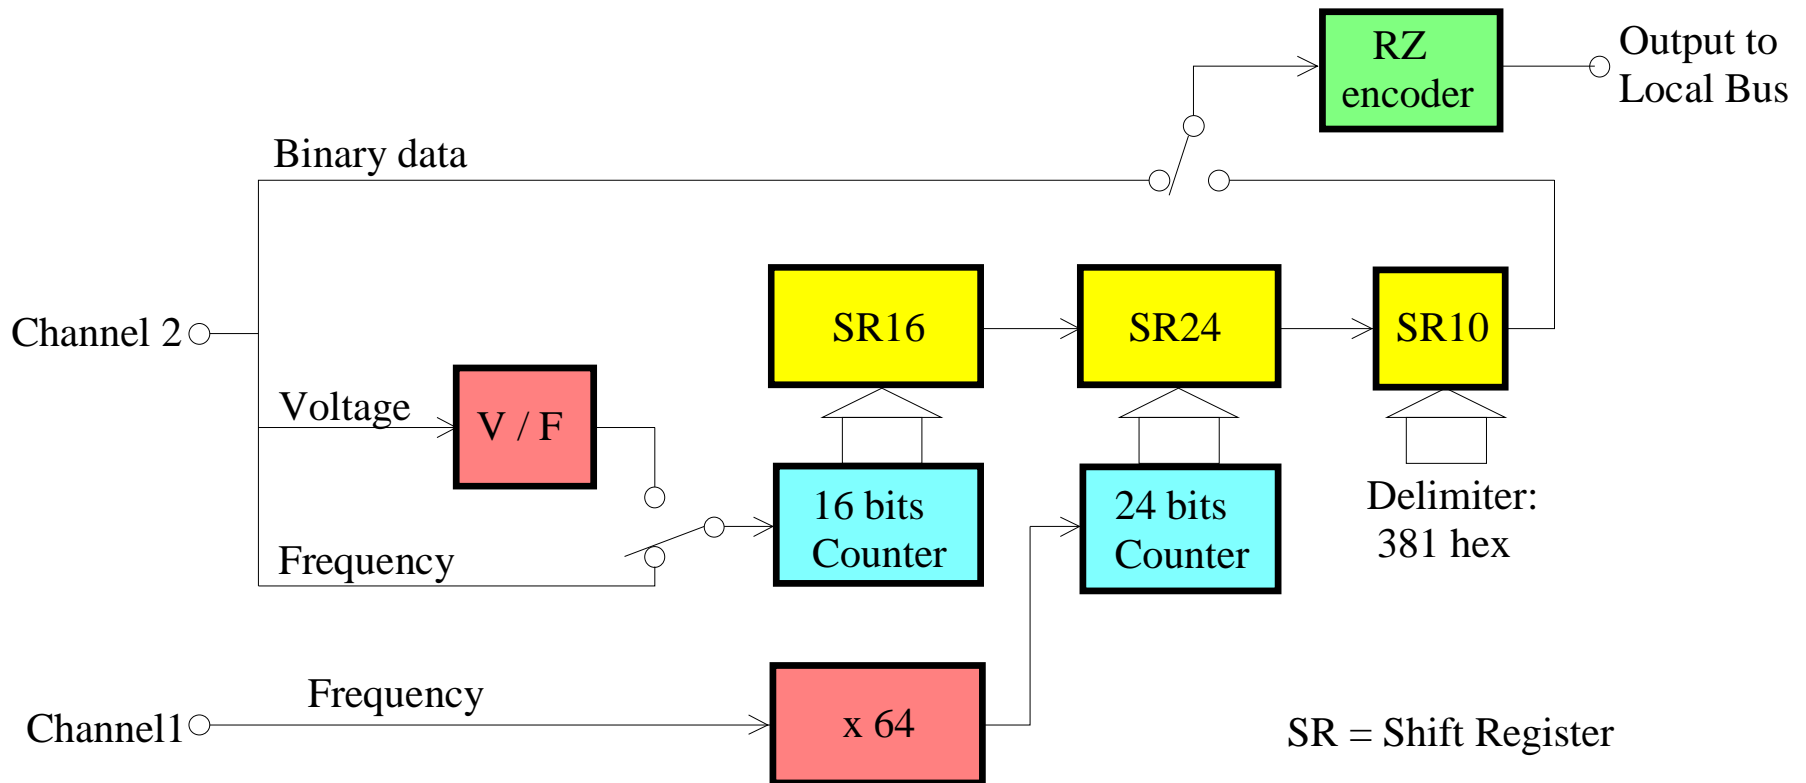 RZ
encoder
Output to
Local Bus
Binary data
SR16
SR24
SR10
Channel 2
Voltage
V / F
16 bits
Counter
24 bits
Counter
Delimiter:
381 hex
Frequency
Frequency
Channel1
x 64
SR = Shift Register